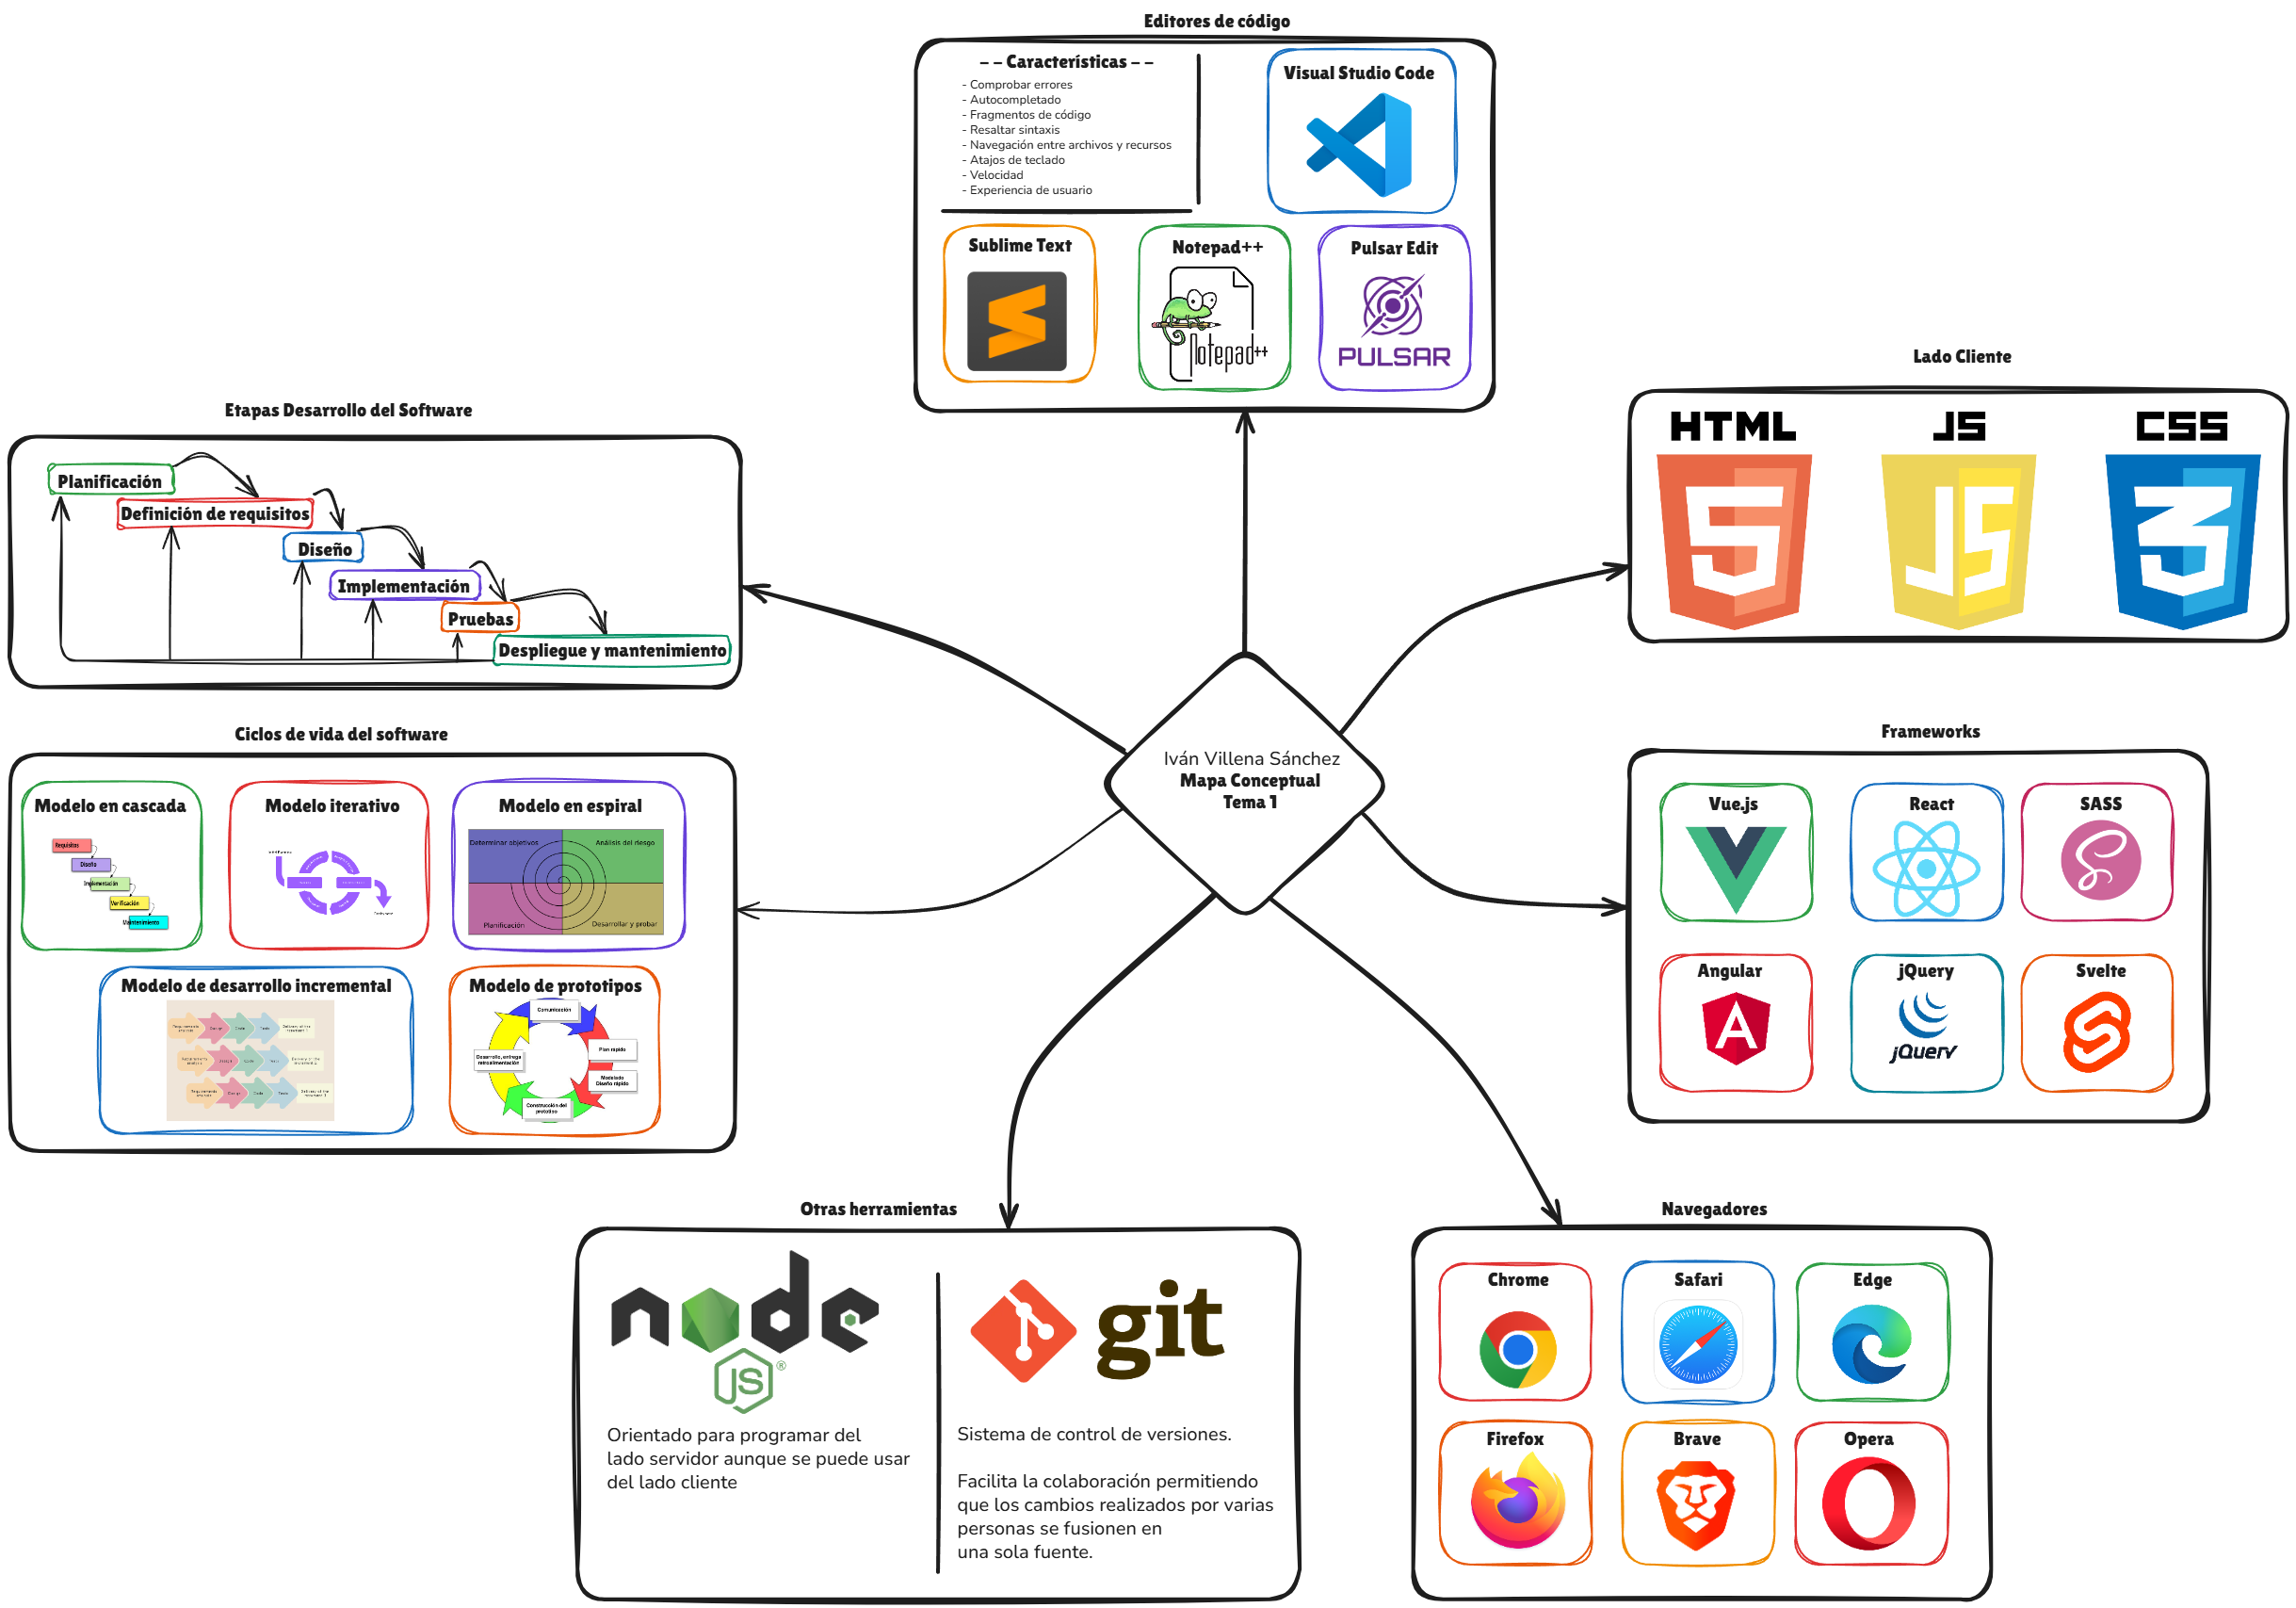 Editores de código
-- Características --
- Comprobar errores
- Autocompletado
- Fragmentos de código
- Resaltar sintaxis
- Navegación entre archivos y recursos
- Atajos de teclado
- Velocidad
- Experiencia de usuario
Visual Studio Code
Sublime Text
Notepad++
Notepad++
Pulsar Edit
PULSAR
Lado Cliente
HTML
5
JS
JS
CSS
3
Etapas Desarrollo del Software
Planificación
Definición de requisitos
Diseño
Implementación
Pruebas
Despliegue y mantenimiento
Iván Villena Sánchez
Mapa Conceptual
Tema 1
Ciclos de vida del software
Modelo en cascada
Requisitos
Diseño
Implementación
Verificación
Mantenimiento
Modelo iterativo
Modelo en espiral
Determinar objetivos
Análisis del riesgo
Planificación
Desarrollar y probar
Modelo de desarrollo incremental
Modelo de prototipos
Comunicación
Plan rápido
Modelado
Diseño rápido
Construcción del
prototipo
Desarrollo, entrega
retroalimentación
Frameworks
Vue.js
React
SASS
Angular
A
jQuery
jQuery
Svelte
Otras herramientas
node
JS®
Orientado para programar del
lado servidor aunque se puede usar
del lado cliente
git
Sistema de control de versiones.
Facilita la colaboración permitiendo
que los cambios realizados por varias
personas se fusionen en
una sola fuente.
Navegadores
Chrome
Safari
Edge
Firefox
Brave
Opera